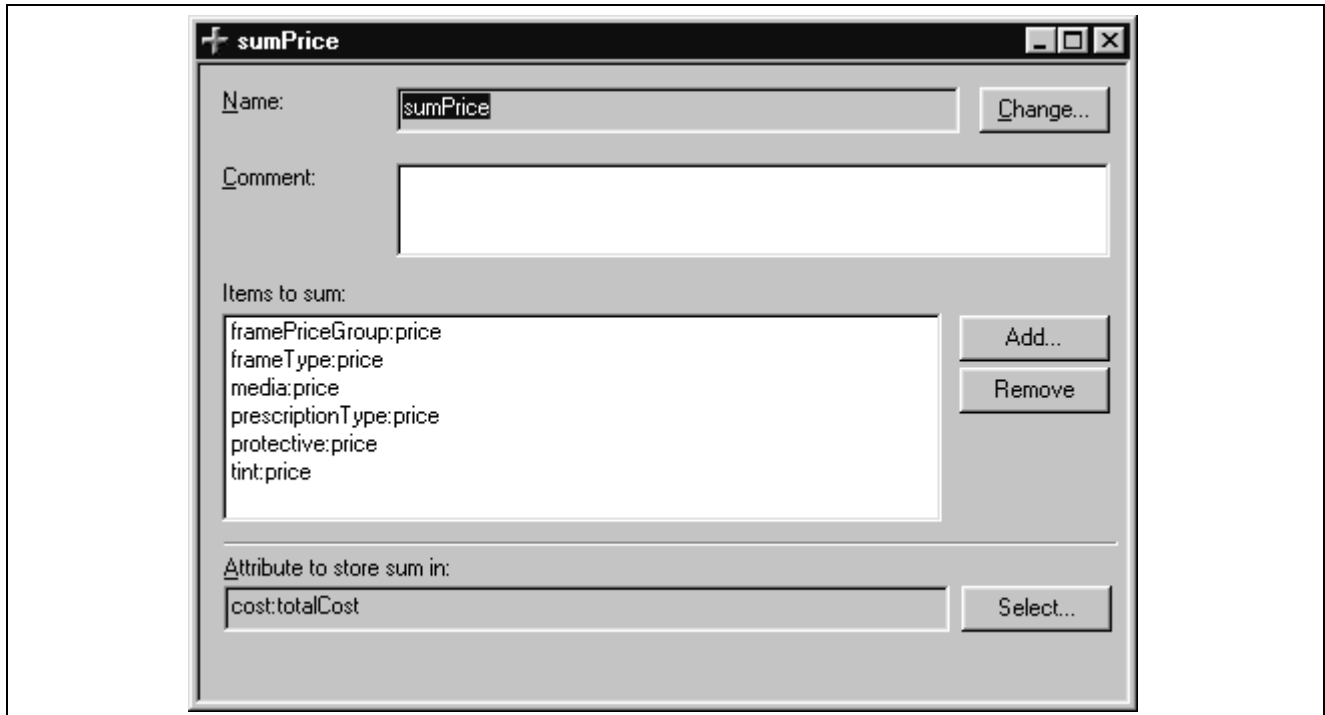 sumPrice
Name:
sumPrice
Change...
Comment:
Items to sum:
framePriceGroup:price
frameType:price
media:price
prescriptionType:price
protective:price
tint:price
Add...
Remove
Attribute to store sum in:
cost:totalCost
Select...